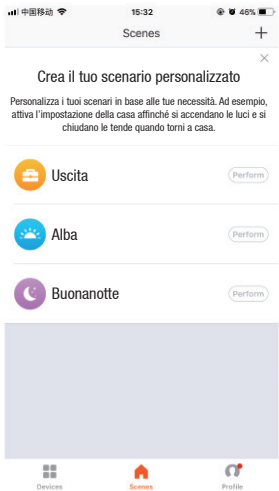 中国移动 15:32 46%
Scenes
Crea il tuo scenario personalizzato
Personalizza i tuoi scenari in base alle tue necessità. Ad esempio,
attiva l'impostazione della casa affinché si accendano le luci e si
chiudano le tende quando torni a casa.
Uscita Perform
Alba Perform
Buonanotte Perform
Devices Scenes Profile